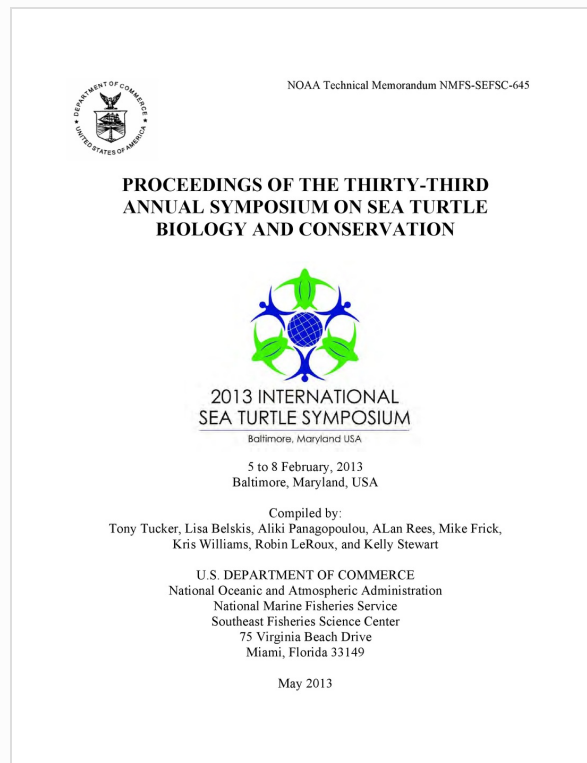 NOAA Technical Memorandum NMFS-SEFSC-645
DEPARTMENT OF COMMERCE
UNITED STATES OF AMERICA
PROCEEDINGS OF THE THIRTY-THIRD
ANNUAL SYMPOSIUM ON SEA TURTLE
BIOLOGY AND CONSERVATION
2013 INTERNATIONAL
SEA TURTLE SYMPOSIUM
Baltimore, Maryland USA
5 to 8 February, 2013
Baltimore, Maryland, USA
Compiled by:
Tony Tucker, Lisa Belskis, Aliki Panagopoulou, ALan Rees, Mike Frick,
Kris Williams, Robin LeRoux, and Kelly Stewart
U.S. DEPARTMENT OF COMMERCE
National Oceanic and Atmospheric Administration
National Marine Fisheries Service
Southeast Fisheries Science Center
75 Virginia Beach Drive
Miami, Florida 33149
May 2013